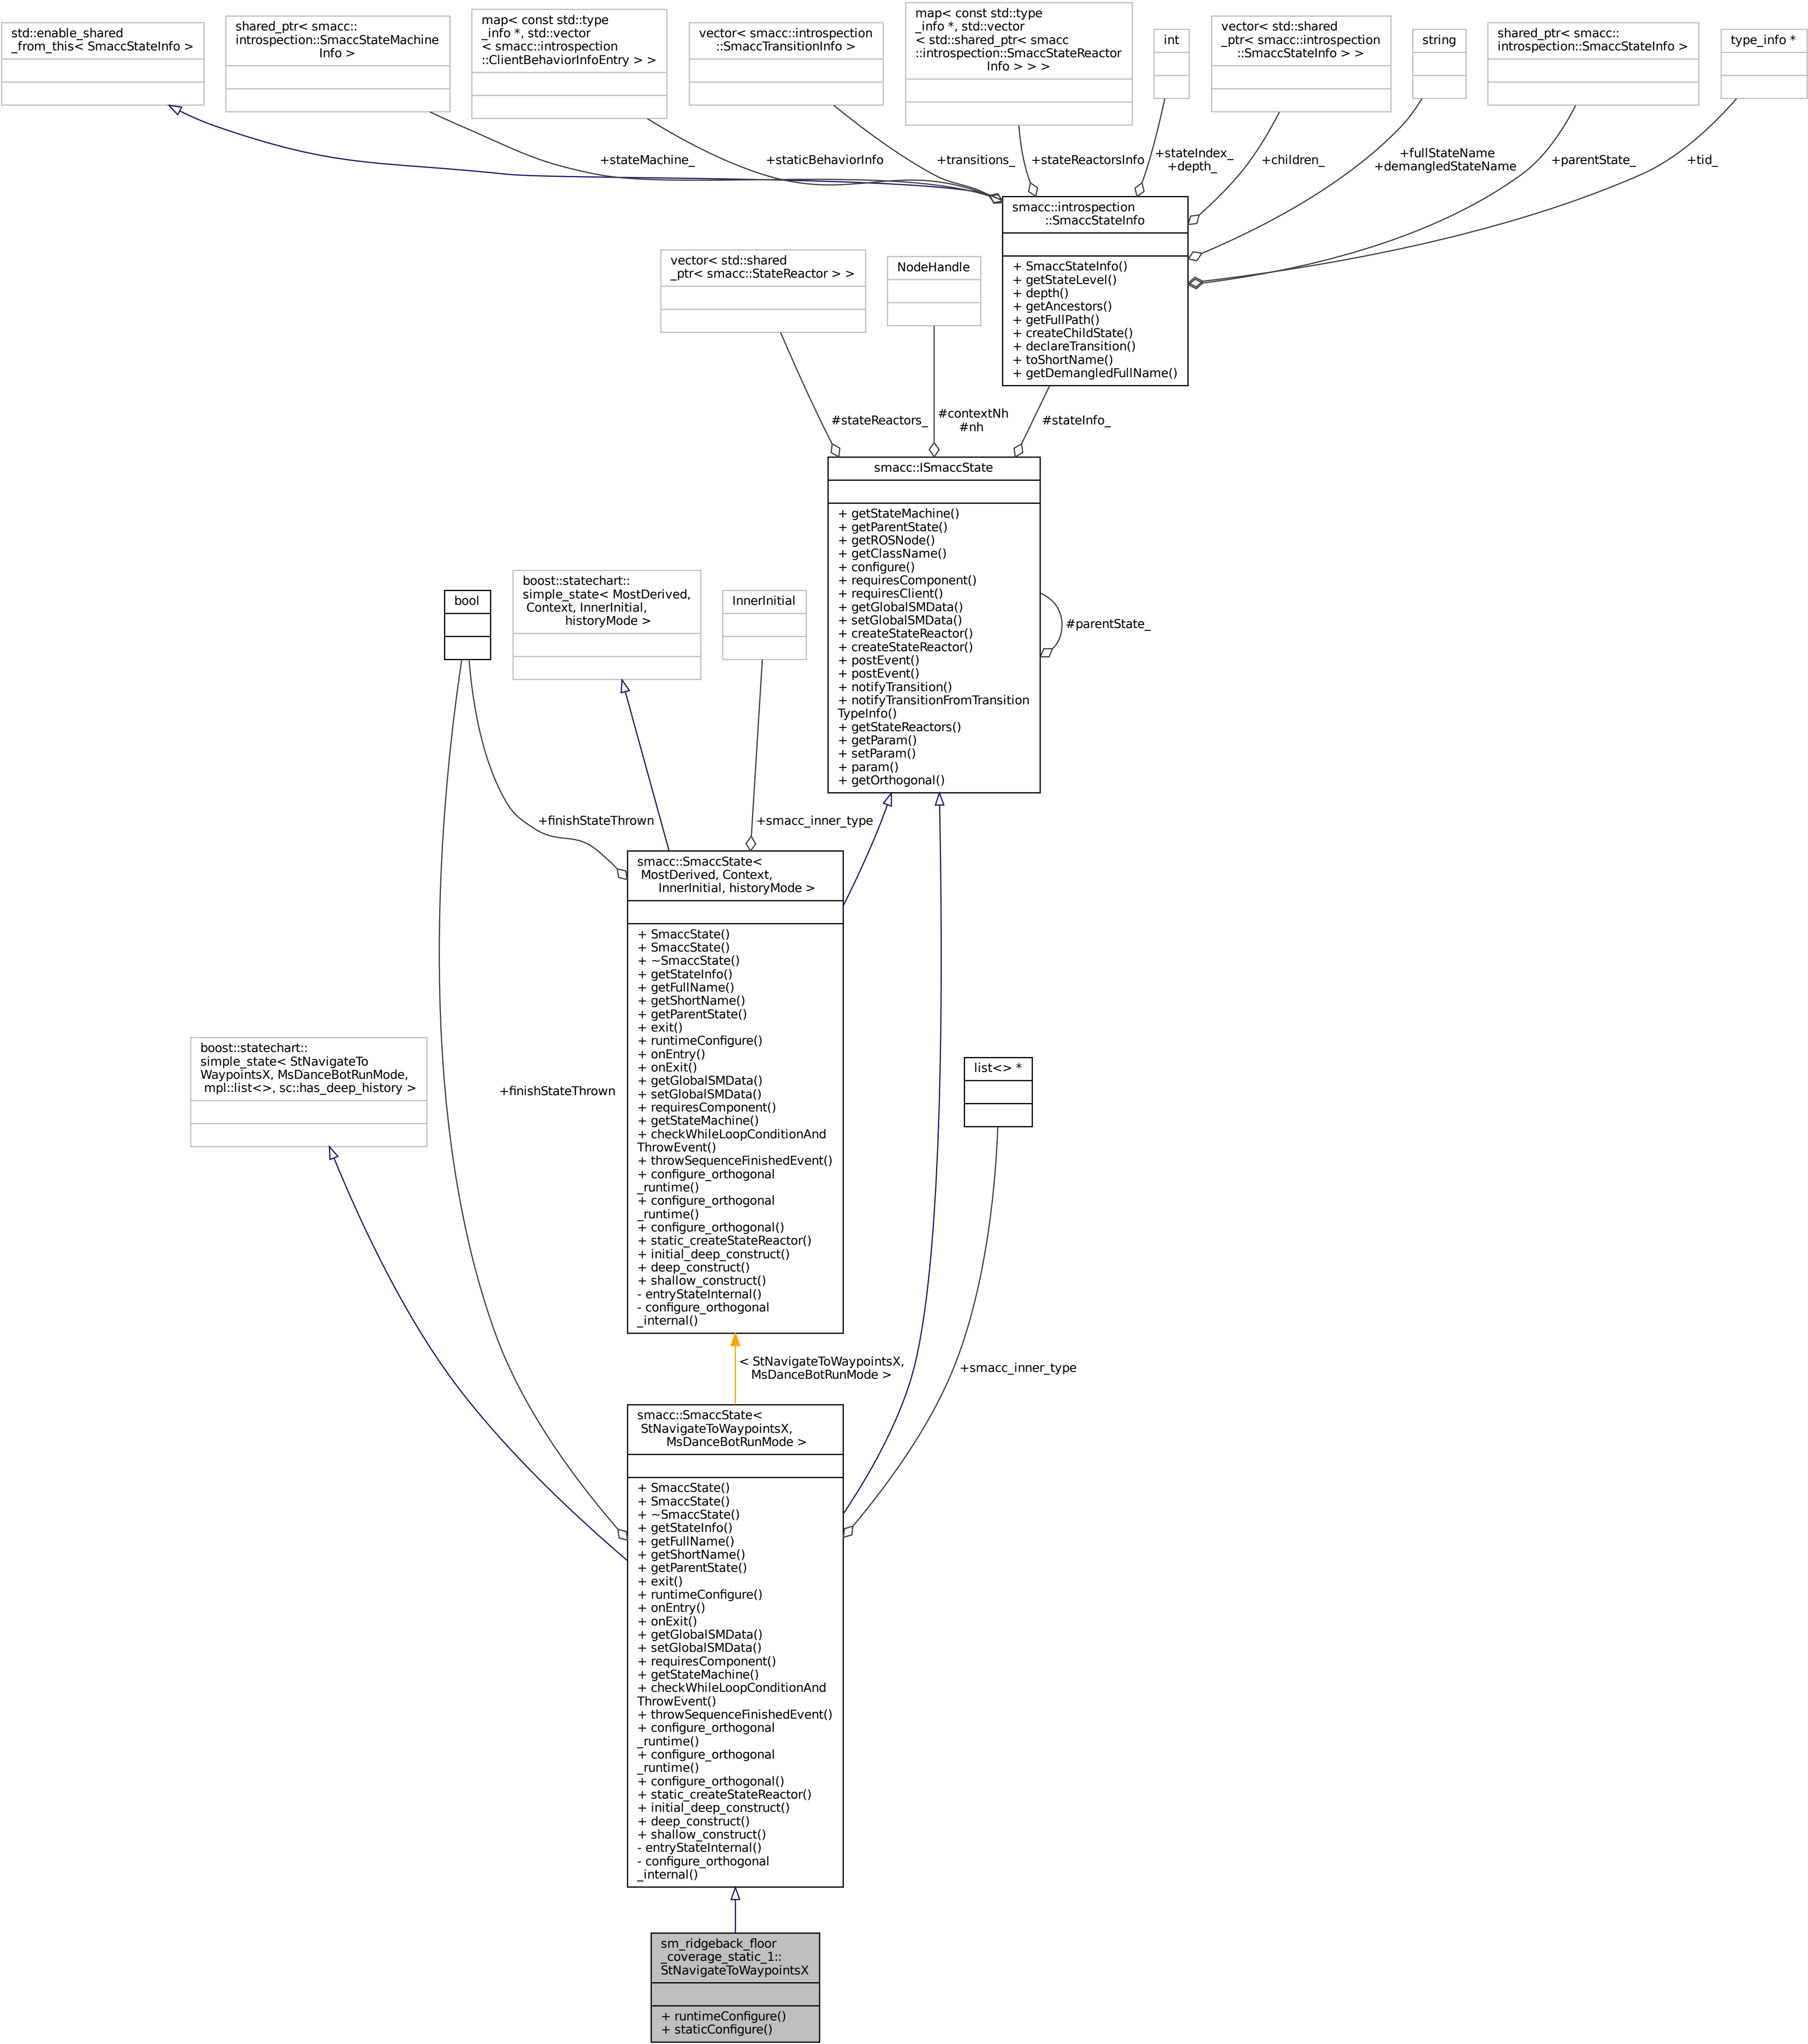 std::enable_shared
_from_this< SmaccStateInfo >
shared_ptr< smacc::
introspection::SmaccStateMachine
Info >
map< const std::type
_info *, std::vector
< smacc::introspection
::ClientBehaviorInfoEntry > >
vector< smacc::introspection
::SmaccTransitionInfo >
map< const std::type
_info *, std::vector
< std::shared_ptr< smacc
::introspection::SmaccStateReactor
Info > > >
int
vector< std::shared
_ptr< smacc::introspection
::SmaccStateInfo > >
string
shared_ptr< smacc::
introspection::SmaccStateInfo >
type_info *
+stateMachine_
+staticBehaviorInfo
+transitions_
+stateReactorsInfo
+stateIndex_
+depth_
+children_
+fullStateName
+demangledStateName
+parentState_
+tid_
smacc::introspection
::SmaccStateInfo
+ SmaccStateInfo()
+ getStateLevel()
+ depth()
+ getAncestors()
+ getFullPath()
+ createChildState()
+ declareTransition()
+ toShortName()
+ getDemangledFullName()
vector< std::shared
_ptr< smacc::StateReactor > >
NodeHandle
#stateReactors_
#contextNh
#nh
#stateInfo_
smacc::ISmaccState
+ getStateMachine()
+ getParentState()
+ getROSNode()
+ getClassName()
+ configure()
+ requiresComponent()
+ requiresClient()
+ getGlobalSMData()
+ setGlobalSMData()
+ createStateReactor()
+ createStateReactor()
+ postEvent()
+ postEvent()
+ notifyTransition()
+ notifyTransitionFromTransition
TypeInfo()
+ getStateReactors()
+ getParam()
+ setParam()
+ param()
+ getOrthogonal()
#parentState_
bool
boost::statechart::
simple_state< MostDerived,
Context, InnerInitial,
historyMode >
InnerInitial
+finishStateThrown
+smacc_inner_type
smacc::SmaccState<
MostDerived, Context,
InnerInitial, historyMode >
+ SmaccState()
+ SmaccState()
+ ~SmaccState()
+ getStateInfo()
+ getFullName()
+ getShortName()
+ getParentState()
+ exit()
+ runtimeConfigure()
+ onEntry()
+ onExit()
+ getGlobalSMData()
+ setGlobalSMData()
+ requiresComponent()
+ getStateMachine()
+ checkWhileLoopConditionAnd
ThrowEvent()
+ throwSequenceFinishedEvent()
+ configure_orthogonal
_runtime()
+ configure_orthogonal
_runtime()
+ configure_orthogonal()
+ static_createStateReactor()
+ initial_deep_construct()
+ deep_construct()
+ shallow_construct()
- entryStateInternal()
- configure_orthogonal
_internal()
boost::statechart::
simple_state< StNavigateTo
WaypointsX, MsDanceBotRunMode,
mpl::list<>, sc::has_deep_history >
+finishStateThrown
list<> *
< StNavigateToWaypointsX,
MsDanceBotRunMode >
+smacc_inner_type
smacc::SmaccState<
StNavigateToWaypointsX,
MsDanceBotRunMode >
+ SmaccState()
+ SmaccState()
+ ~SmaccState()
+ getStateInfo()
+ getFullName()
+ getShortName()
+ getParentState()
+ exit()
+ runtimeConfigure()
+ onEntry()
+ onExit()
+ getGlobalSMData()
+ setGlobalSMData()
+ requiresComponent()
+ getStateMachine()
+ checkWhileLoopConditionAnd
ThrowEvent()
+ throwSequenceFinishedEvent()
+ configure_orthogonal
_runtime()
+ configure_orthogonal
_runtime()
+ configure_orthogonal()
+ static_createStateReactor()
+ initial_deep_construct()
+ deep_construct()
+ shallow_construct()
- entryStateInternal()
- configure_orthogonal
_internal()
sm_ridgeback_floor
_coverage_static_1::
StNavigateToWaypointsX
+ runtimeConfigure()
+ staticConfigure()